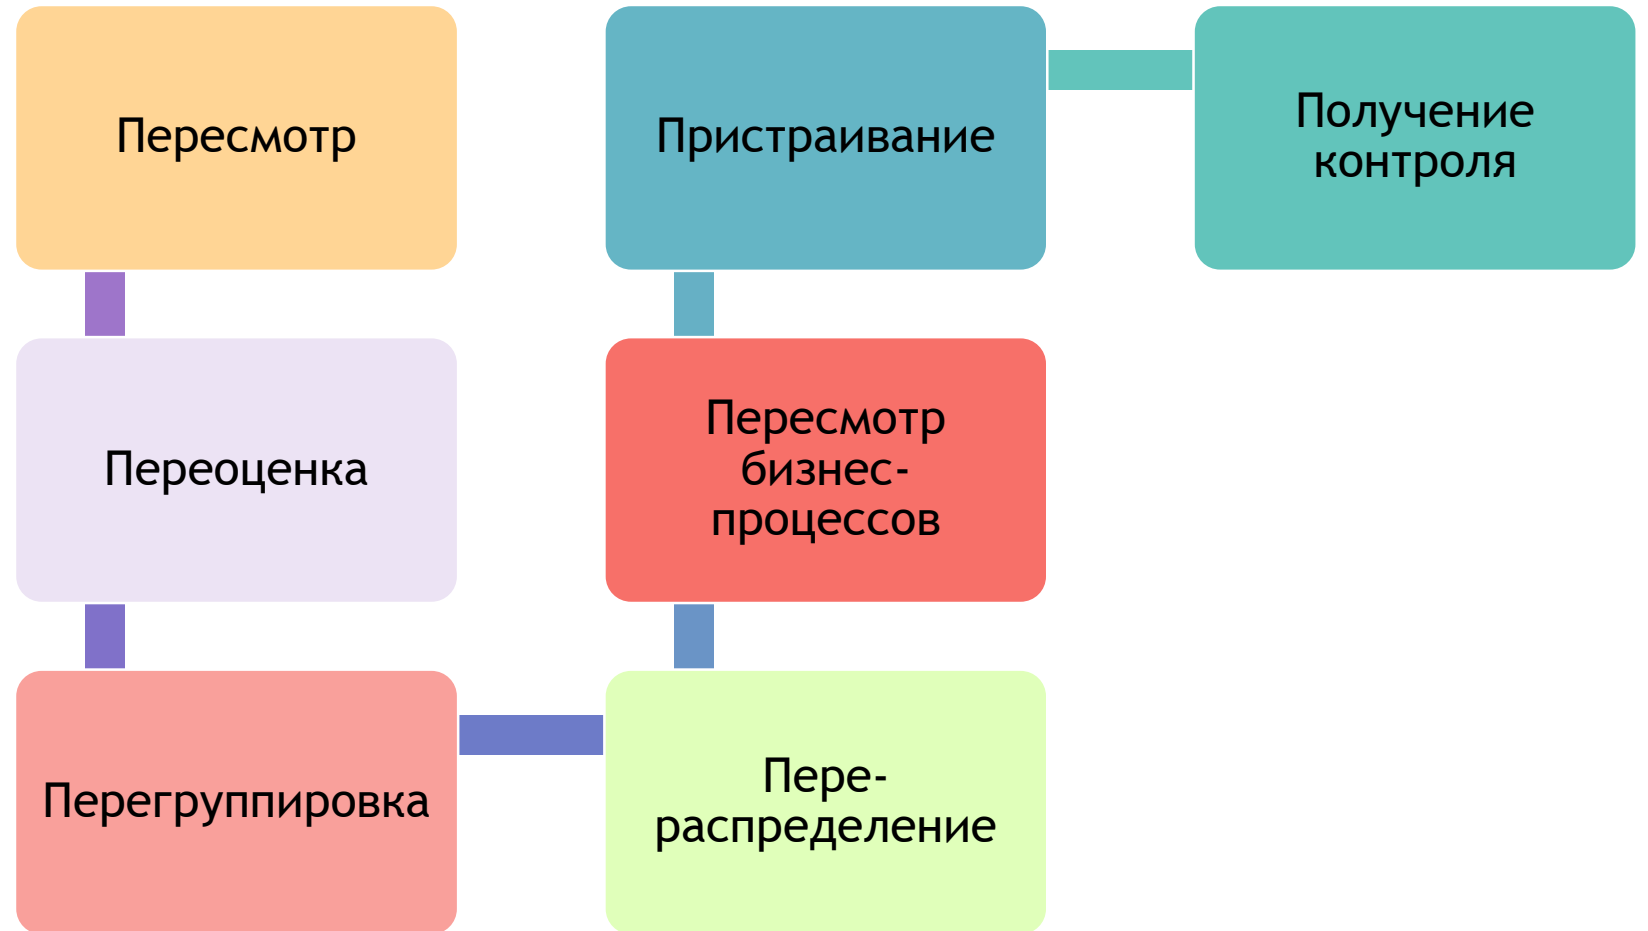 Пересмотр
Переоценка
Перегруппировка
Пере-
распределение
Пересмотр
бизнес-
процессов
Пристраивание
Получение
контроля